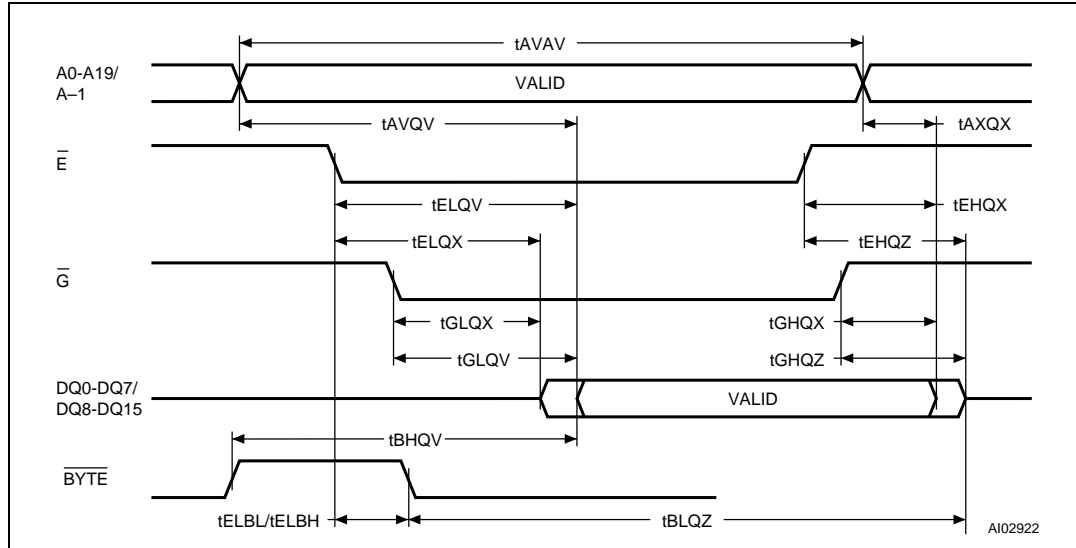 tAVAV
A0-A19/
A–1
VALID
tAVQV
tAXQX
E
tELQV
tEHQX
tELQX
tEHQZ
G
tGLQX
tGHQX
tGLQV
tGHQZ
DQ0-DQ7/
DQ8-DQ15
VALID
tBHQV
BYTE
tELBL/tELBH
tBLQZ
AI02922